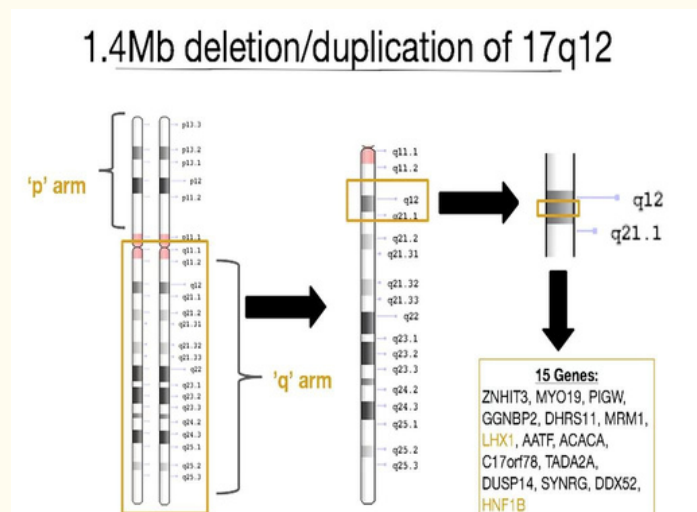 1.4Mb deletion/duplication of 17q12
'p' arm
p13.3
p13.2
p13.1
p12
p11.2
p11.1
q11.1
q11.2
q12
q21.1
q21.2
q21.31
q21.32
q21.33
q22
q23.1
q23.2
q23.3
q24.2
q24.3
q25.1
q25.2
q25.3
'q' arm
q11.1
q11.2
q12
q21.1
q21.2
q21.31
q21.32
q21.33
q22
q23.1
q23.2
q23.3
q24.2
q24.3
q25.1
q25.2
q25.3
q12
q21.1
15 Genes:
ZNHIT3, MYO19, PIGW,
GGNBP2, DHRS11, MRM1,
LHX1, AATF, ACACA,
C17orf78, TADA2A,
DUSP14, SYNRG, DDX52,
HNF1B